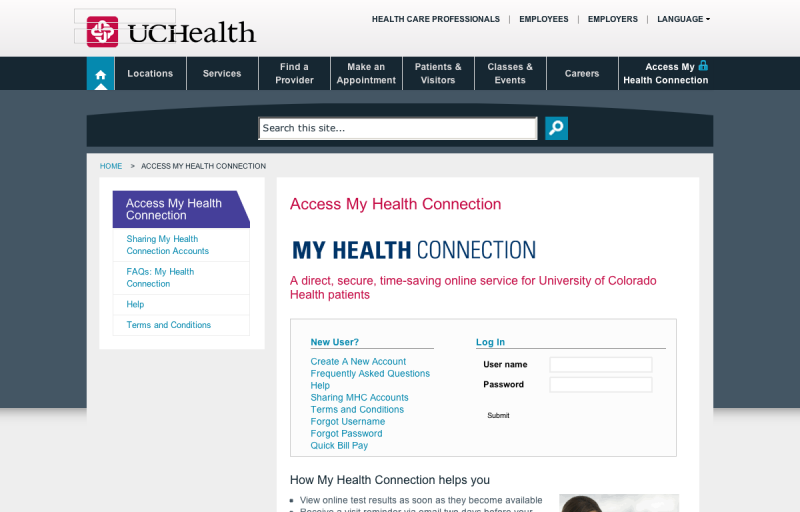 HEALTH CARE PROFESSIONALS | EMPLOYEES | EMPLOYERS | LANGUAGE
UCHealth
Locations
Services
Find a
Provider
Make an
Appointment
Patients &
Visitors
Classes &
Events
Careers
Access My
Health Connection
Search this site...
HOME > ACCESS MY HEALTH CONNECTION
Access My Health
Connection
Sharing My Health
Connection Accounts
FAQs: My Health
Connection
Help
Terms and Conditions
Access My Health Connection
MY HEALTH CONNECTION
A direct, secure, time-saving online service for University of Colorado
Health patients
New User?
Create A New Account
Frequently Asked Questions
Help
Sharing MHC Accounts
Terms and Conditions
Forgot Username
Forgot Password
Quick Bill Pay
Log In
User name
Password
Submit
How My Health Connection helps you
View online test results as soon as they become available
Receive a visit reminder via email two days before your